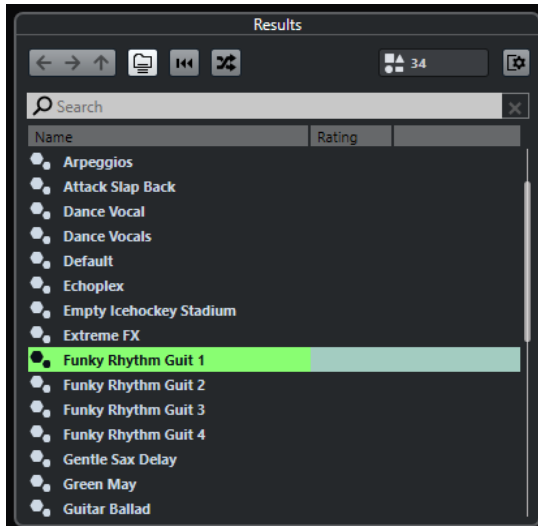 Results
34
Search
Name Rating
Arpeggios
Attack Slap Back
Dance Vocal
Dance Vocals
Default
Echoplex
Empty Icehockey Stadium
Extreme FX
Funky Rhythm Guit 1
Funky Rhythm Guit 2
Funky Rhythm Guit 3
Funky Rhythm Guit 4
Gentle Sax Delay
Green May
Guitar Ballad